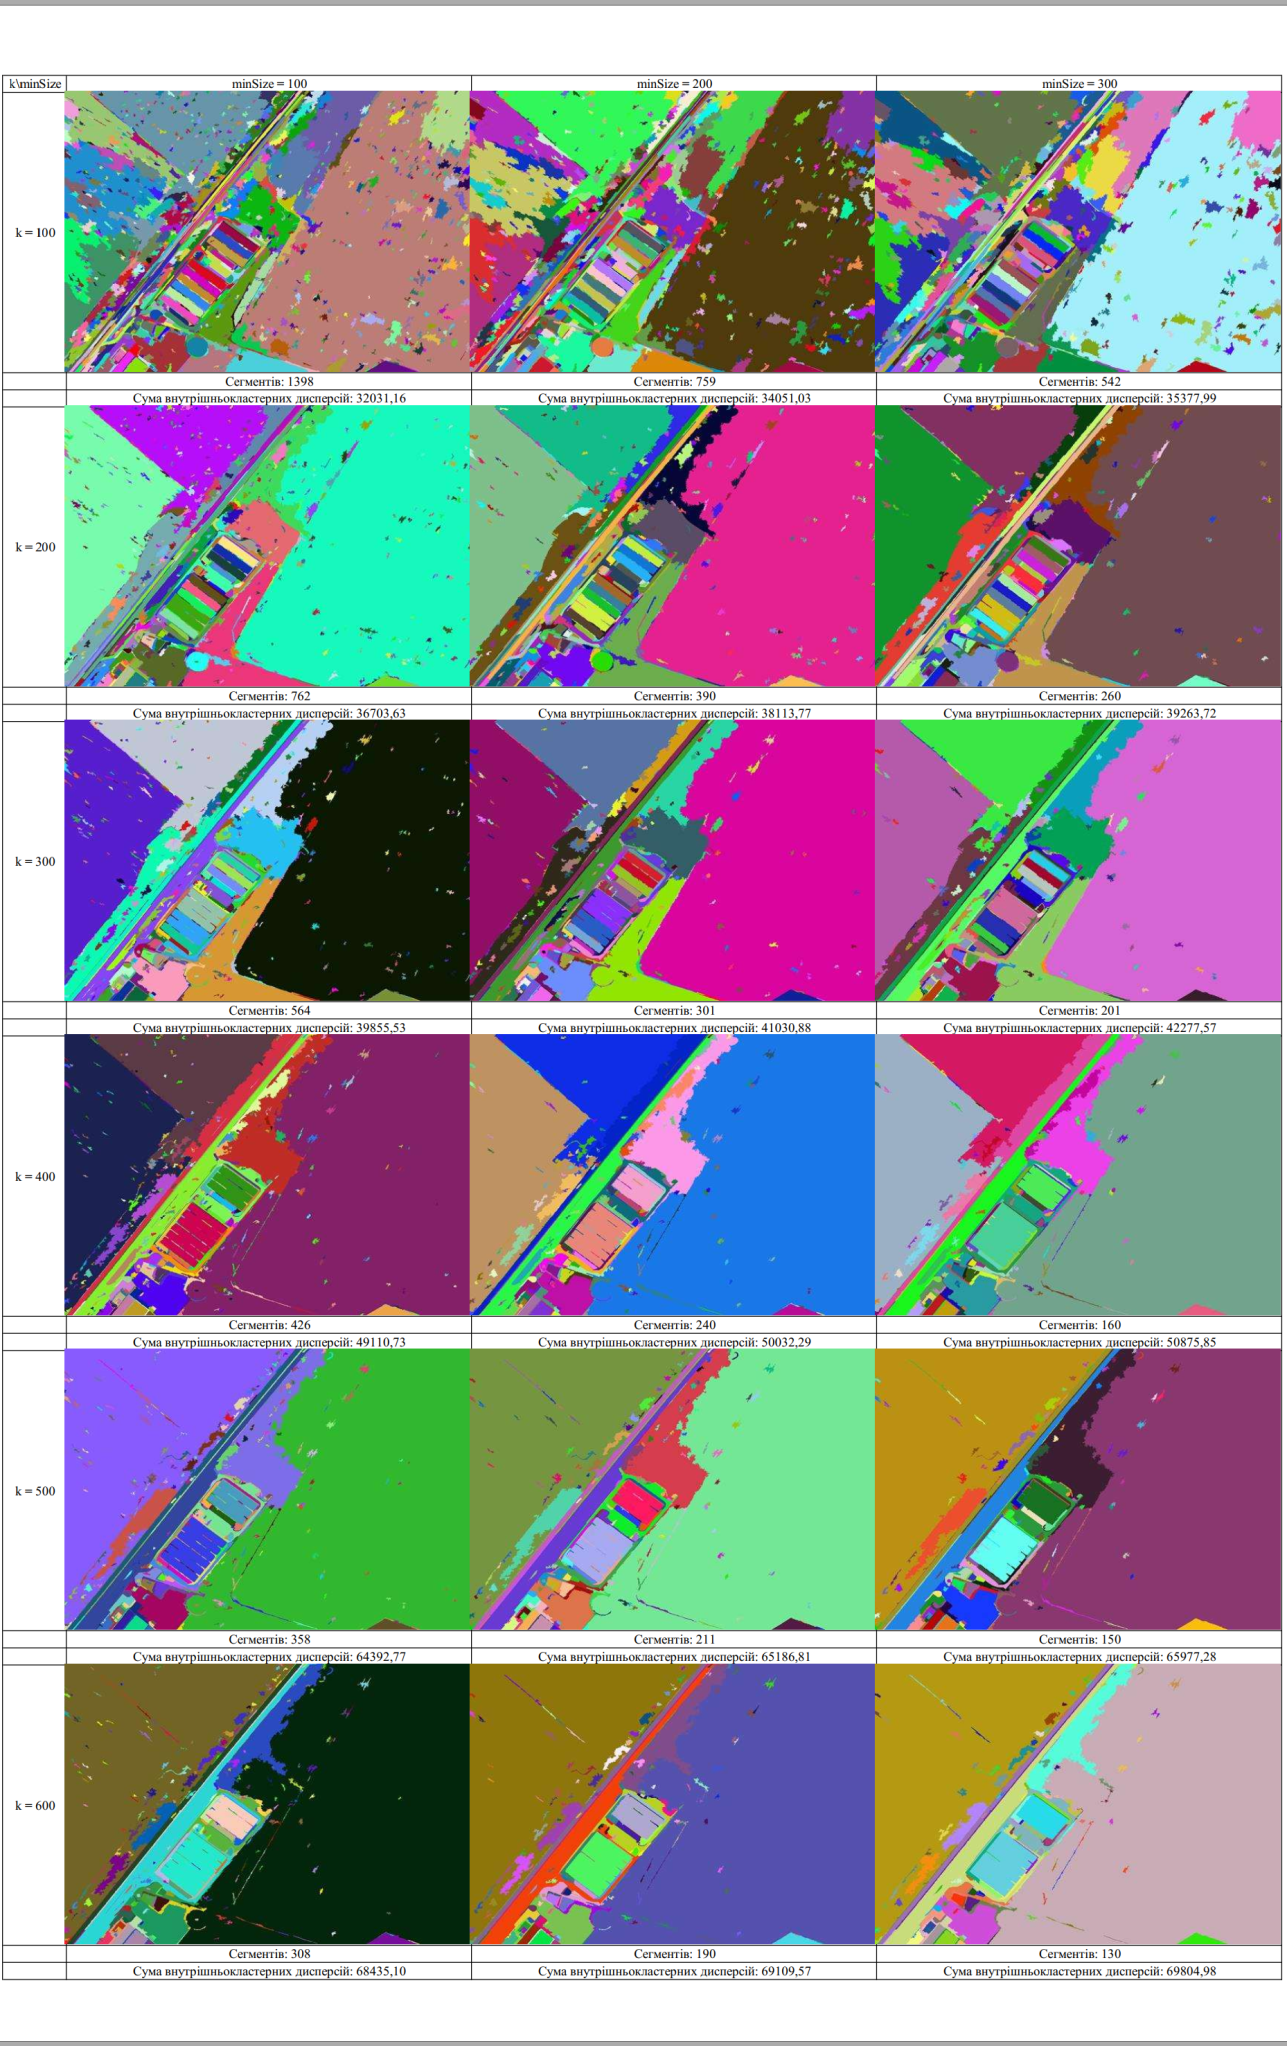 k\minSize minSize = 100 minSize = 200 minSize = 300
k = 100
Сегментів: 1398 Сегментів: 759 Сегментів: 542
Сума внутрішньокластерних дисперсій: 32031,16 Сума внутрішньокластерних дисперсій: 34051,03 Сума внутрішньокластерних дисперсій: 35377,99
k = 200
Сегментів: 762 Сегментів: 390 Сегментів: 260
Сума внутрішньокластерних дисперсій: 36703,63 Сума внутрішньокластерних дисперсій: 38113,77 Сума внутрішньокластерних дисперсій: 39263,72
k = 300
Сегментів: 564 Сегментів: 301 Сегментів: 201
Сума внутрішньокластерних дисперсій: 39855,53 Сума внутрішньокластерних дисперсій: 41030,88 Сума внутрішньокластерних дисперсій: 42277,57
k = 400
Сегментів: 426 Сегментів: 240 Сегментів: 160
Сума внутрішньокластерних дисперсій: 49110,73 Сума внутрішньокластерних дисперсій: 50032,29 Сума внутрішньокластерних дисперсій: 50875,85
k = 500
Сегментів: 358 Сегментів: 211 Сегментів: 150
Сума внутрішньокластерних дисперсій: 64392,77 Сума внутрішньокластерних дисперсій: 65186,81 Сума внутрішньокластерних дисперсій: 65977,28
k = 600
Сегментів: 308 Сегментів: 190 Сегментів: 130
Сума внутрішньокластерних дисперсій: 68435,10 Сума внутрішньокластерних дисперсій: 69109,57 Сума внутрішньокластерних дисперсій: 69804,98